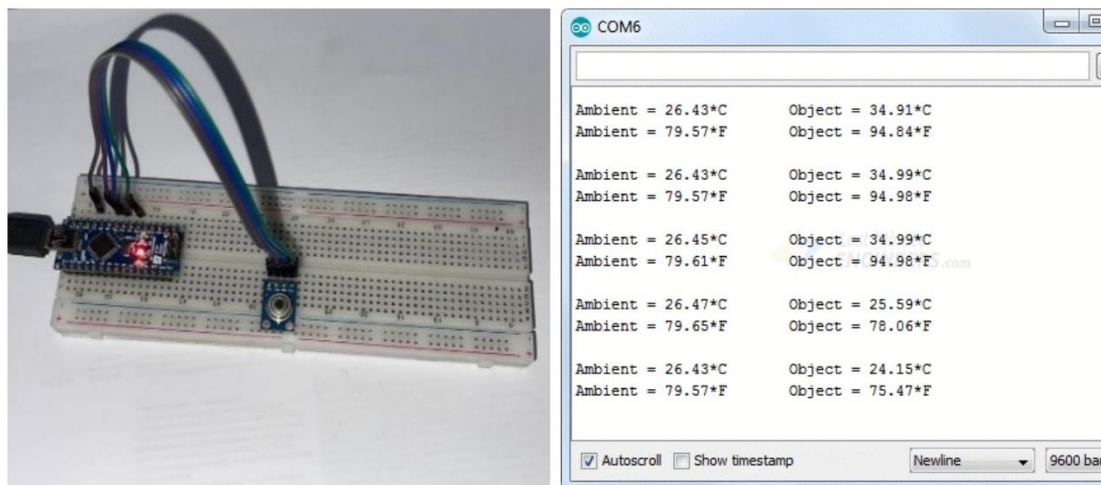 COM6
Ambient = 26.43*C Object = 34.91*C
Ambient = 79.57*F Object = 94.84*F
Ambient = 26.43*C Object = 34.99*C
Ambient = 79.57*F Object = 94.98*F
Ambient = 26.45*C Object = 34.99*C
Ambient = 79.61*F Object = 94.98*F
Ambient = 26.47*C Object = 25.59*C
Ambient = 79.65*F Object = 78.06*F
Ambient = 26.43*C Object = 24.15*C
Ambient = 79.57*F Object = 75.47*F
Autoscroll Show timestamp Newline 9600 bau